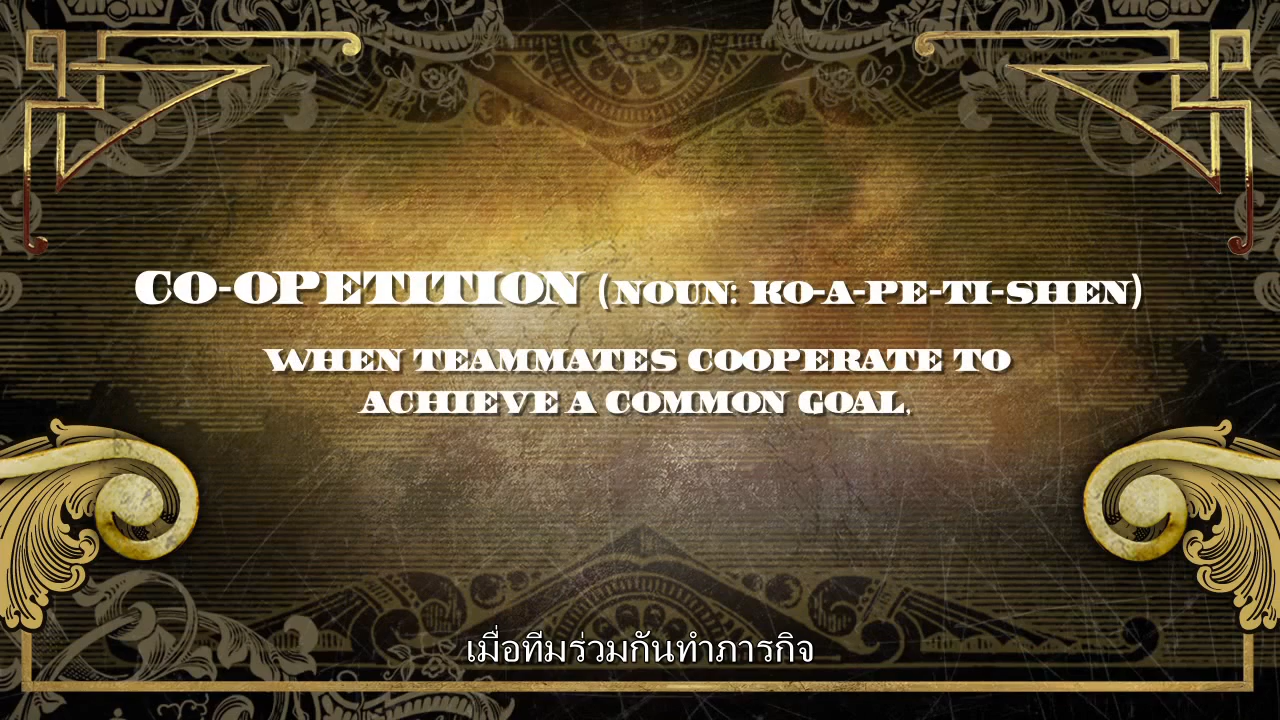 CO-OPETITION (NOUN: KO-A-PE-TI-SHEN)
WHEN TEAMMATES COOPERATE TO
ACHIEVE A COMMON GOAL,
เมื่อทีมร่วมกันทำภารกิจ